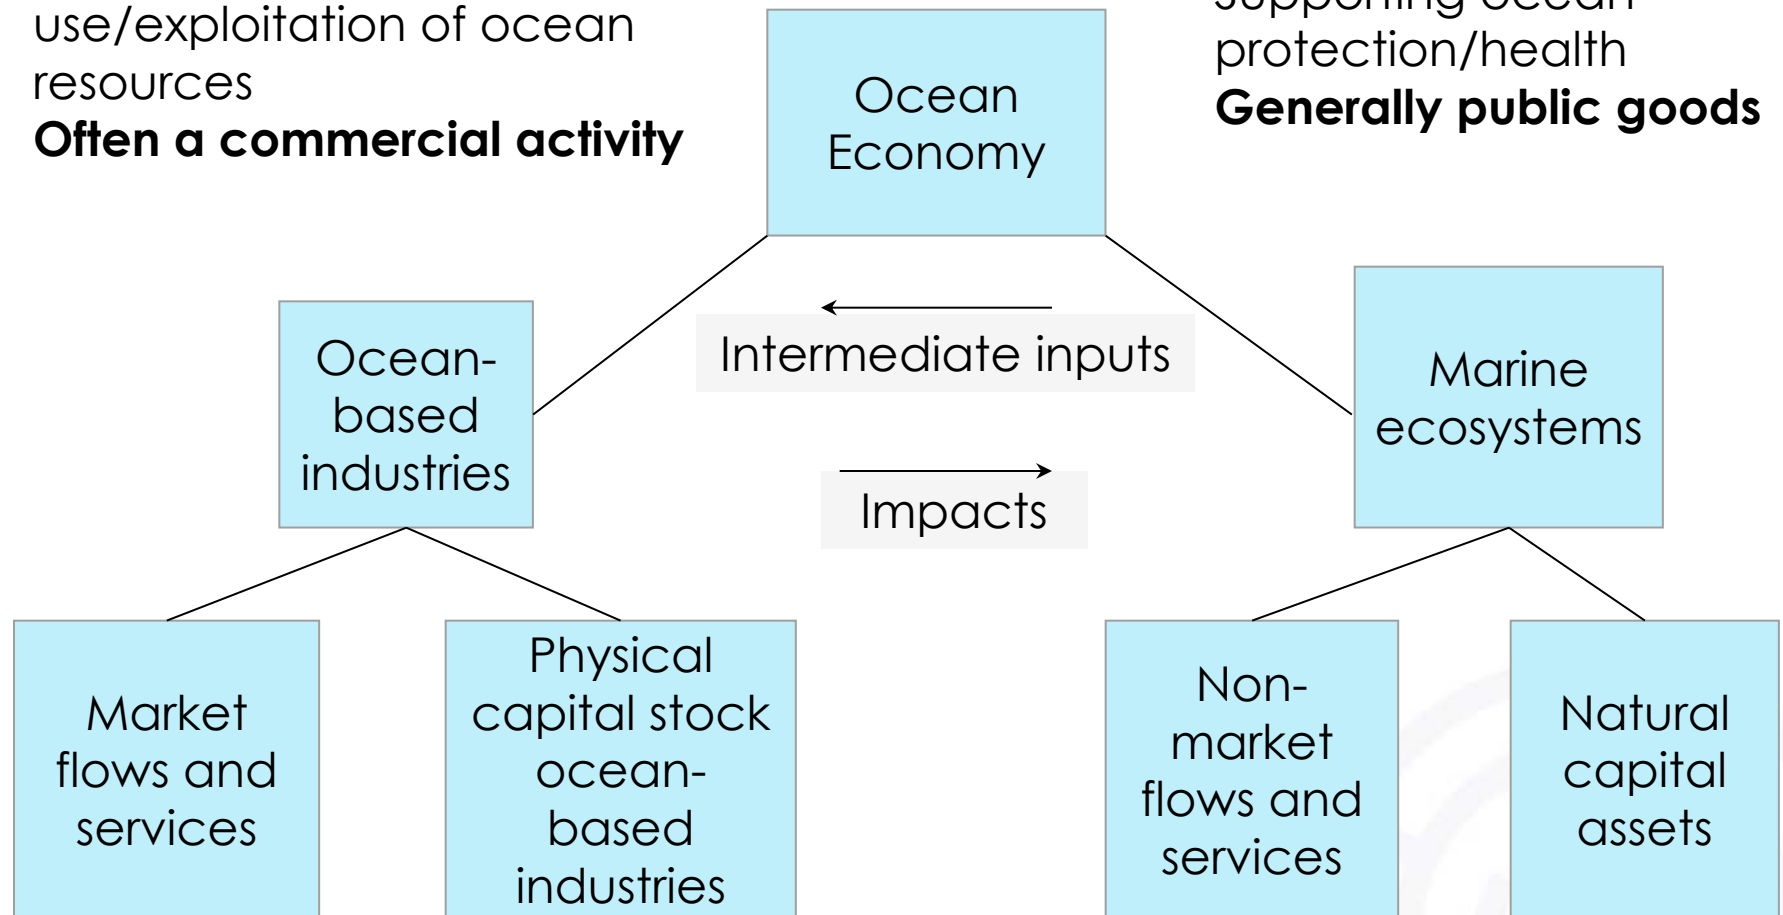 use/exploitation of ocean
resources
Often a commercial activity
supporting ocean
protection/health
Generally public goods
Ocean
Economy
Intermediate inputs
Impacts
Ocean-
based
industries
Marine
ecosystems
Market
flows and
services
Physical
capital stock
ocean-
based
industries
Non-
market
flows and
services
Natural
capital
assets